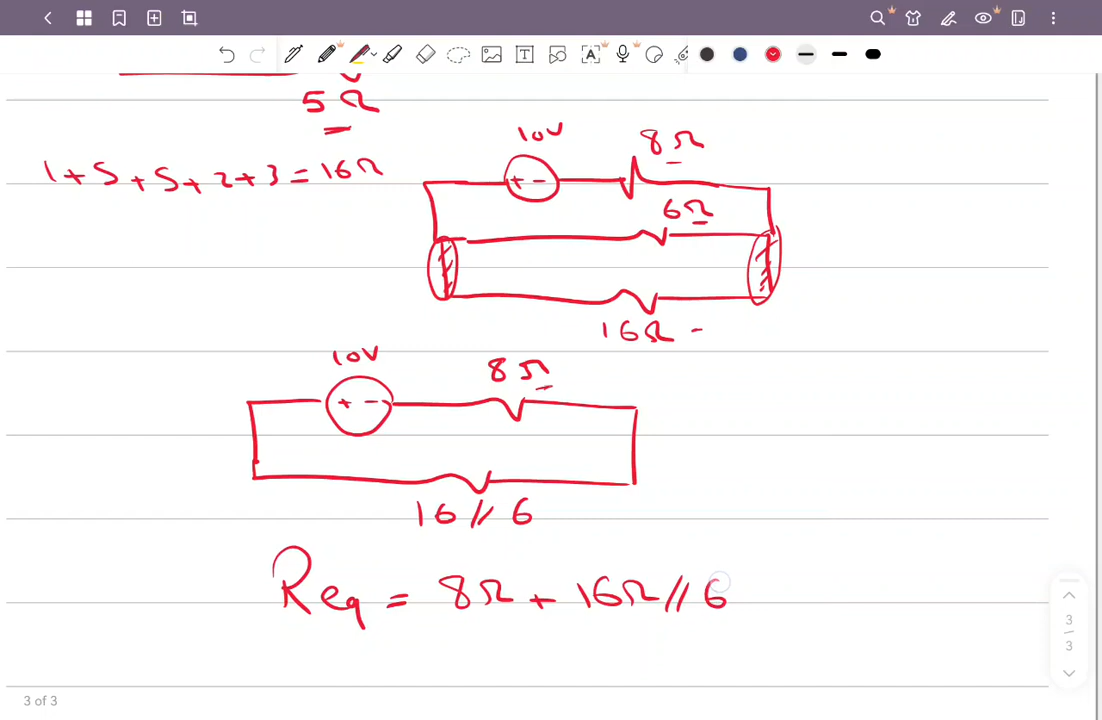 5Ω
10V
8Ω
1+5+5+2+3=16Ω
+ -
6Ω
16Ω -
10V
8Ω
+ -
16 // 6
Req = 8Ω + 16Ω // 6
3
3
3 of 3